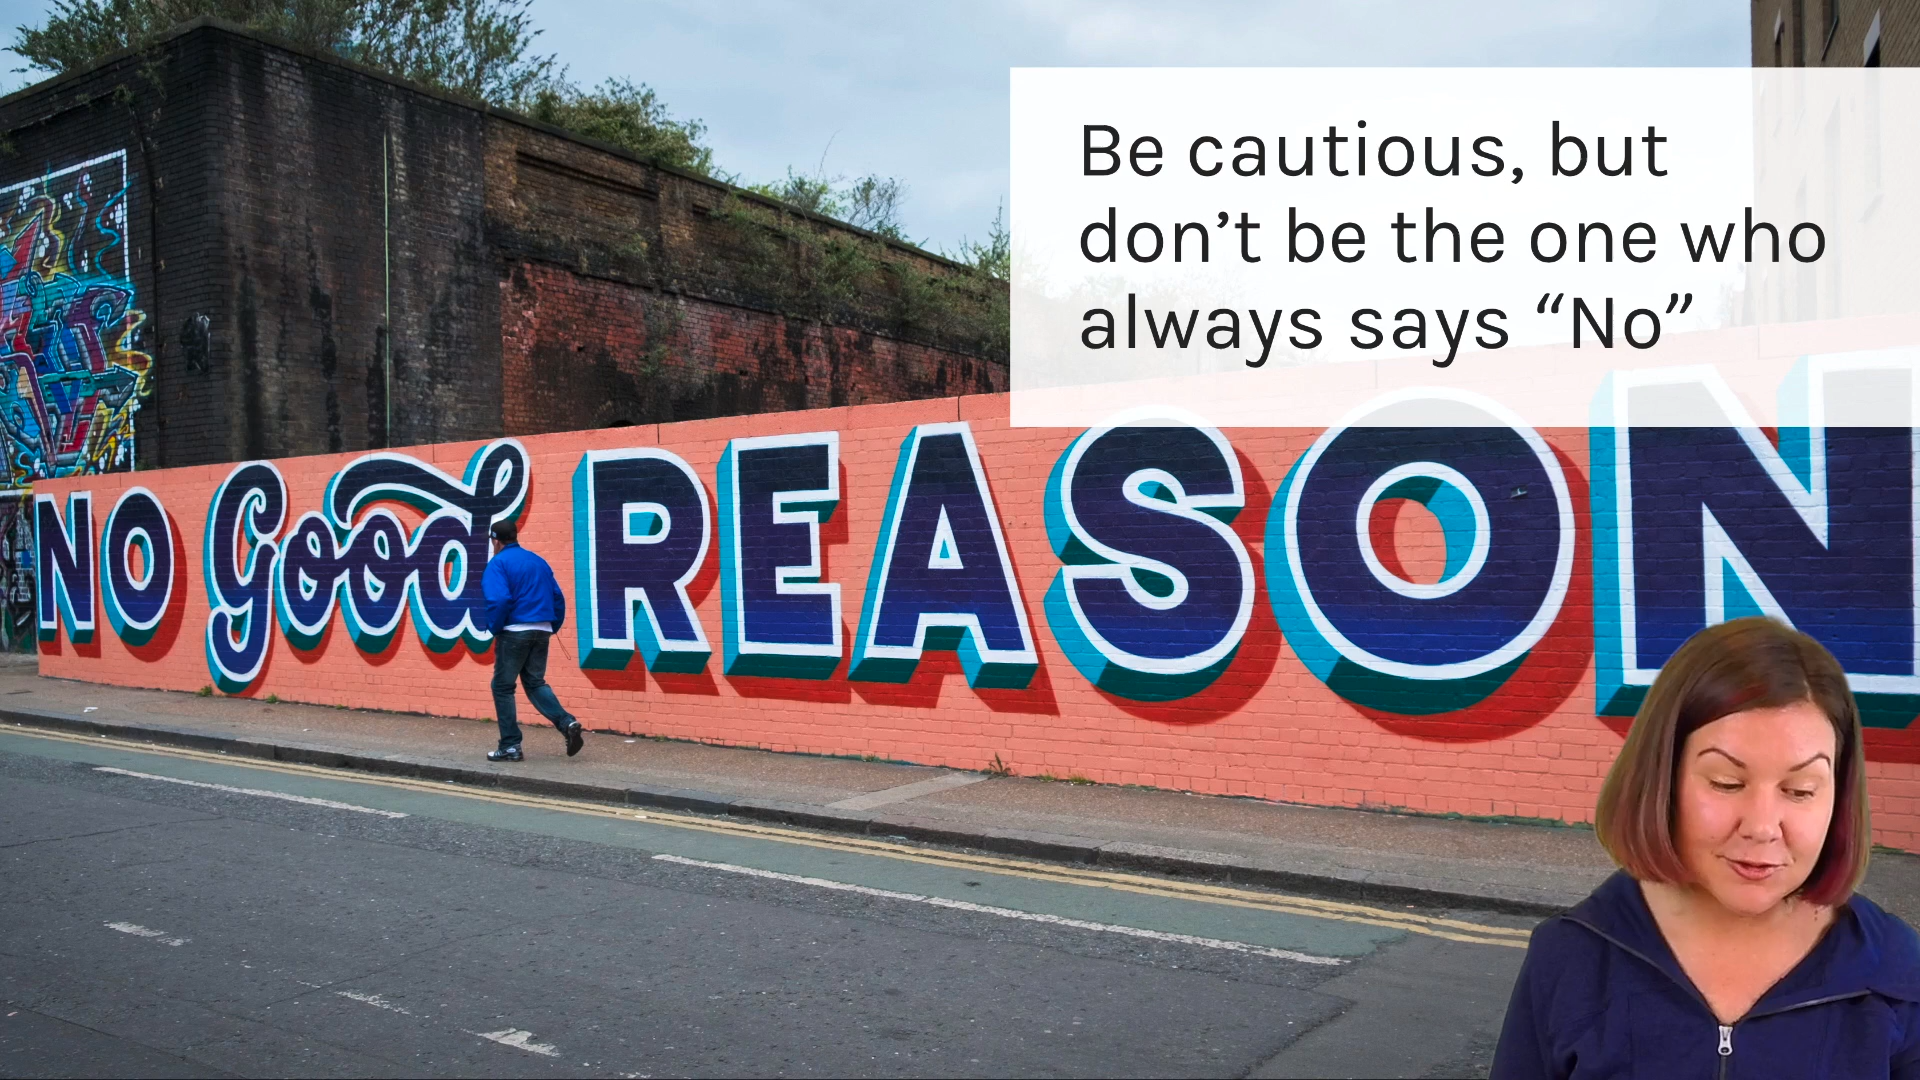 Be cautious, but
don’t be the one who
always says “No”
NO Good REASON